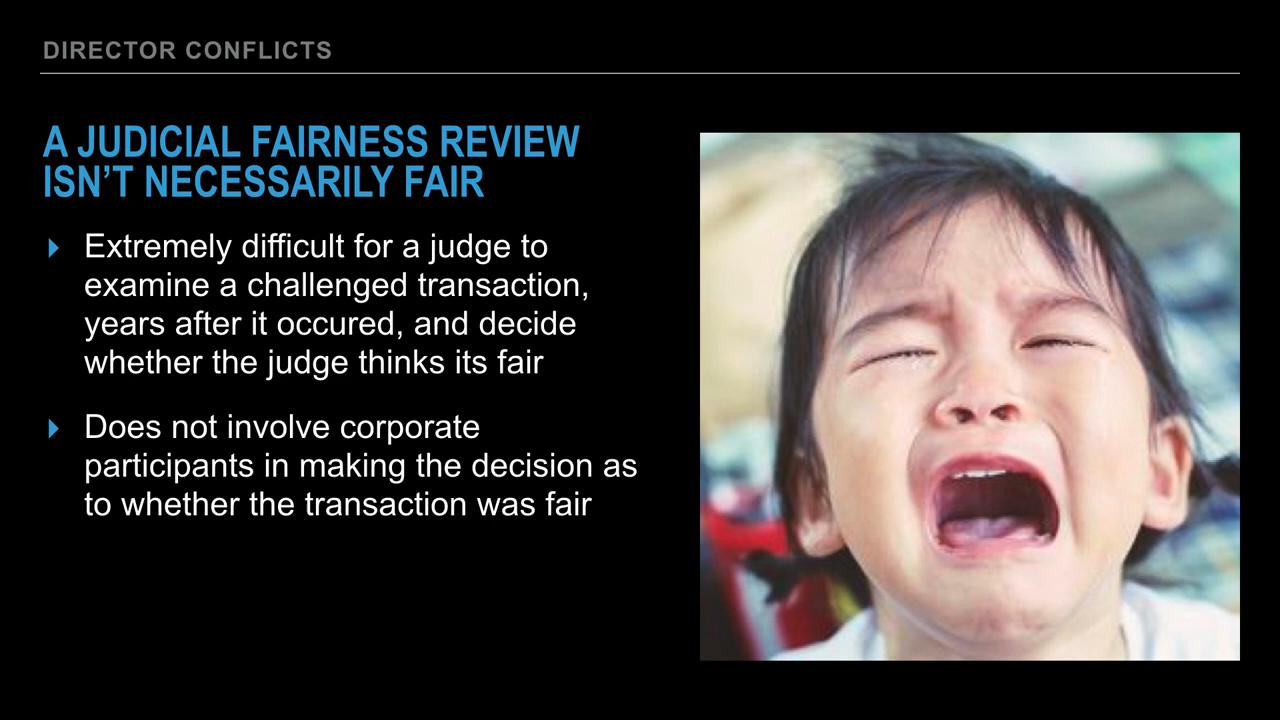 DIRECTOR CONFLICTS
A JUDICIAL FAIRNESS REVIEW
ISN’T NECESSARILY FAIR
Extremely difficult for a judge to
examine a challenged transaction,
years after it occured, and decide
whether the judge thinks its fair
Does not involve corporate
participants in making the decision as
to whether the transaction was fair